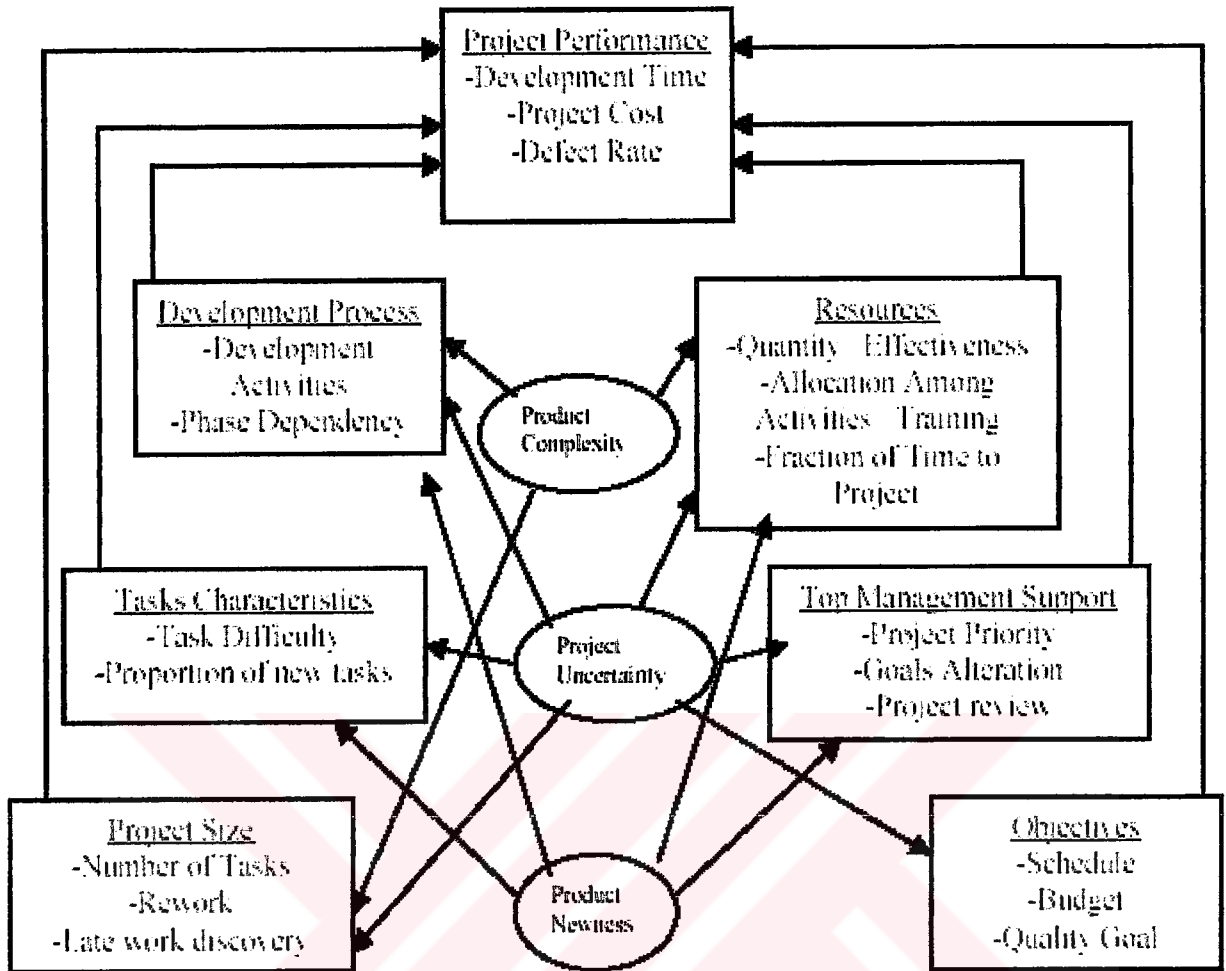 Project Performance
-Development Time
-Project Cost
-Defect Rate
Development Process
-Development
Activities
-Phase Dependency
Resources
-Quantity Effectiveness
-Allocation Among
Activities Training
-Fraction of Time to
Project
Product
Complexity
Tasks Characteristics
-Task Difficulty
-Proportion of new tasks
Project
Uncertainty
Top Management Support
-Project Priority
-Goals Alteration
-Project review
Project Size
-Number of Tasks
-Rework
-Late work discovery
Product
Newness
Objectives
-Schedule
-Budget
-Quality Goal